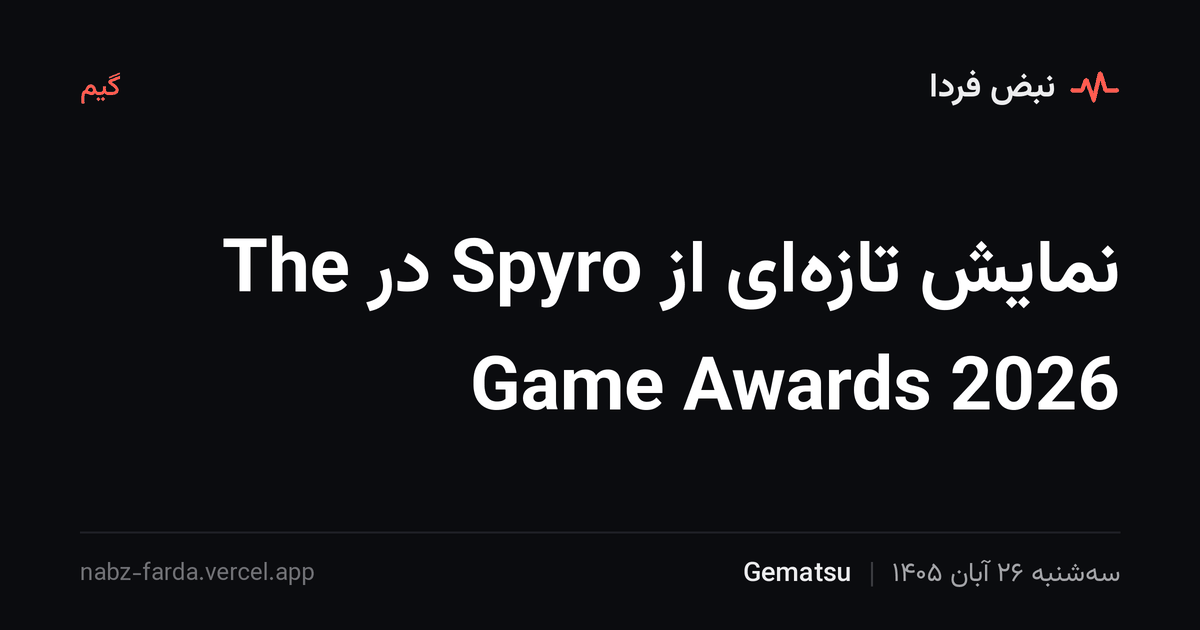 نبض فردا
گیم
نمایش تازه‌ای از Spyro در The
Game Awards 2026
سه‌شنبه ۲۶ آبان ۱۴۰۵ | Gematsu
nabz-farda.vercel.app